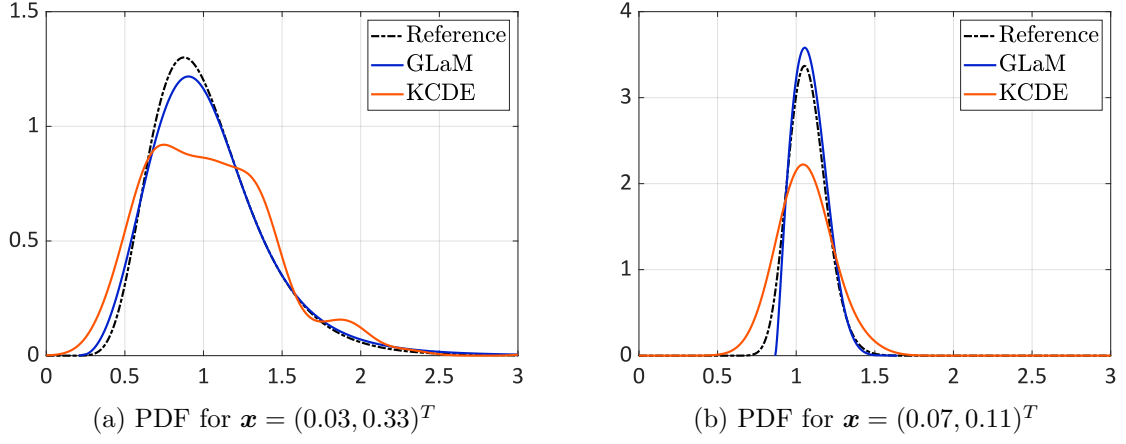 1.5
1
0.5
0
0 0.5 1 1.5 2 2.5 3
Reference
GLaM
KCDE
(a) PDF for x = (0.03, 0.33)^T
4
3
2
1
0
0 0.5 1 1.5 2 2.5 3
Reference
GLaM
KCDE
(b) PDF for x = (0.07, 0.11)^T